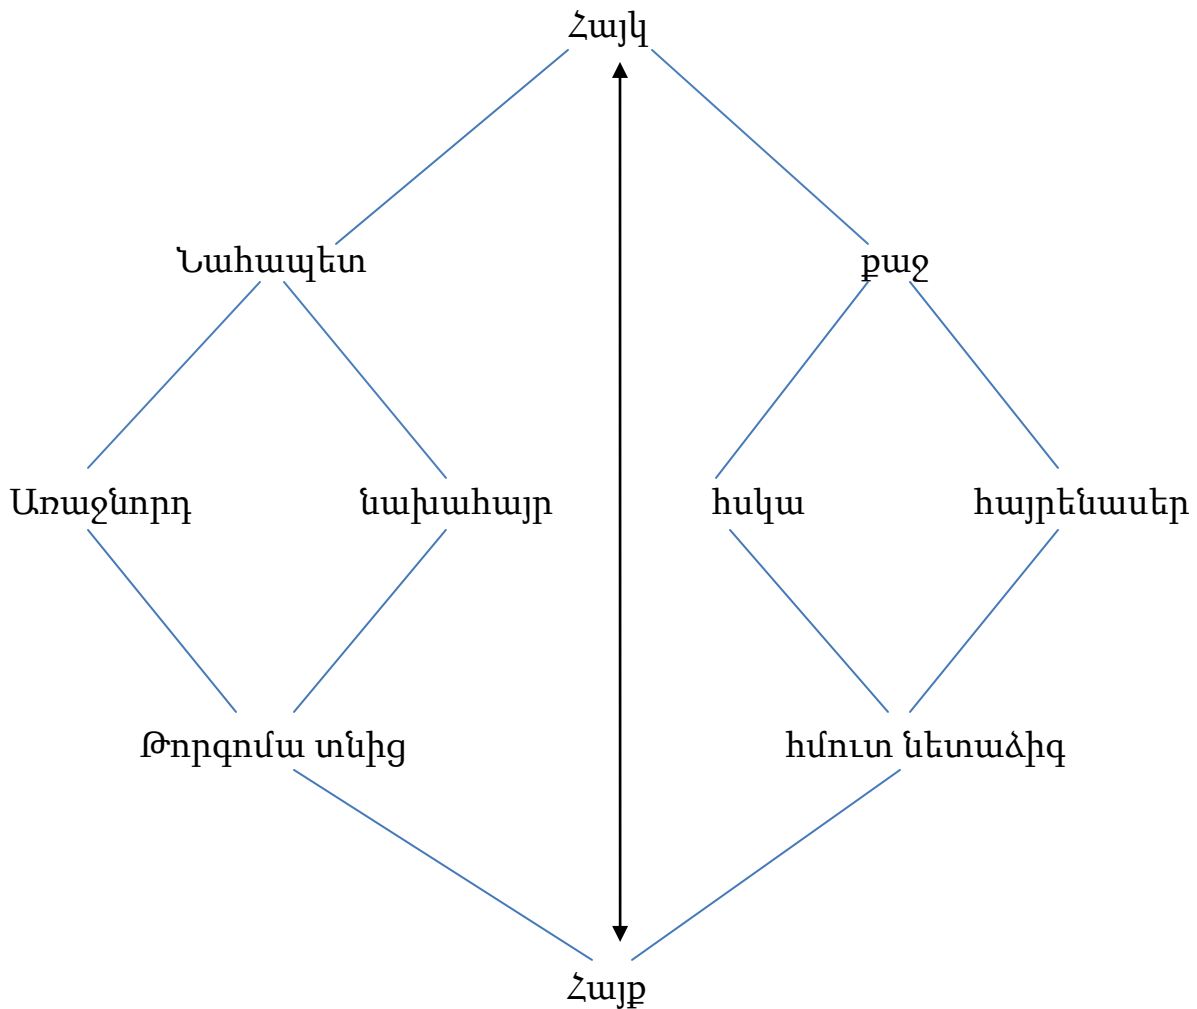 Հայկ
Նահապետ
քաջ
Առաջնորդ
նախահայր
հսկա
հայրենասեր
Թորգոմա տնից
հմուտ նետաձիգ
Հայք